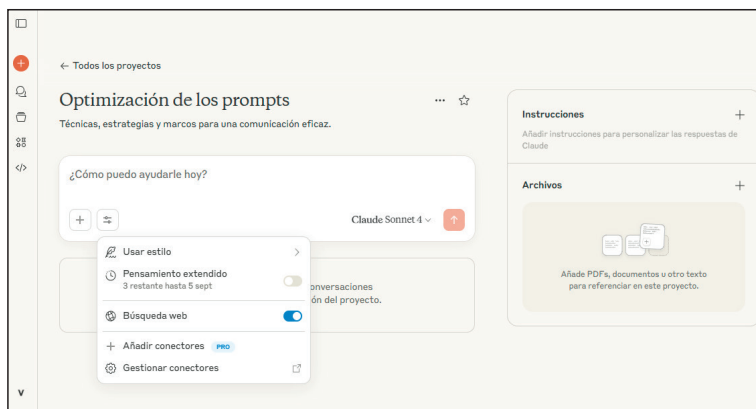 ← Todos los proyectos
Optimización de los prompts
Técnicas, estrategias y marcos para una comunicación eficaz.
¿Cómo puedo ayudarle hoy?
Claude Sonnet 4
Usar estilo
Pensamiento extendido
3 restante hasta 5 sept
Búsqueda web
Añadir conectores PRO
Gestionar conectores
onversaciones
ón del proyecto.
Instrucciones
Añadir instrucciones para personalizar las respuestas de
Claude
Archivos
Añade PDFs, documentos u otro texto
para referenciar en este proyecto.
V